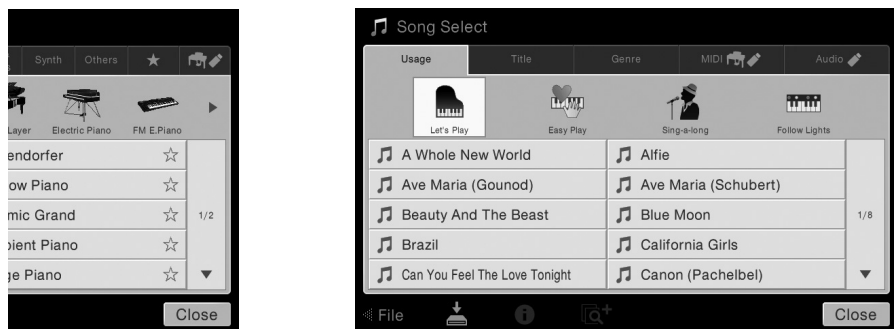 Synth Others
Layer Electric Piano FM E.Piano
endorfer
ow Piano
mic Grand
1/2
bient Piano
ge Piano
Close
Song Select
Usage Title Genre MIDI Audio
Let's Play Easy Play Sing-a-long Follow Lights
A Whole New World Alfie
Ave Maria (Gounod) Ave Maria (Schubert)
Beauty And The Beast Blue Moon 1/8
Brazil California Girls
Can You Feel The Love Tonight Canon (Pachelbel)
File Close